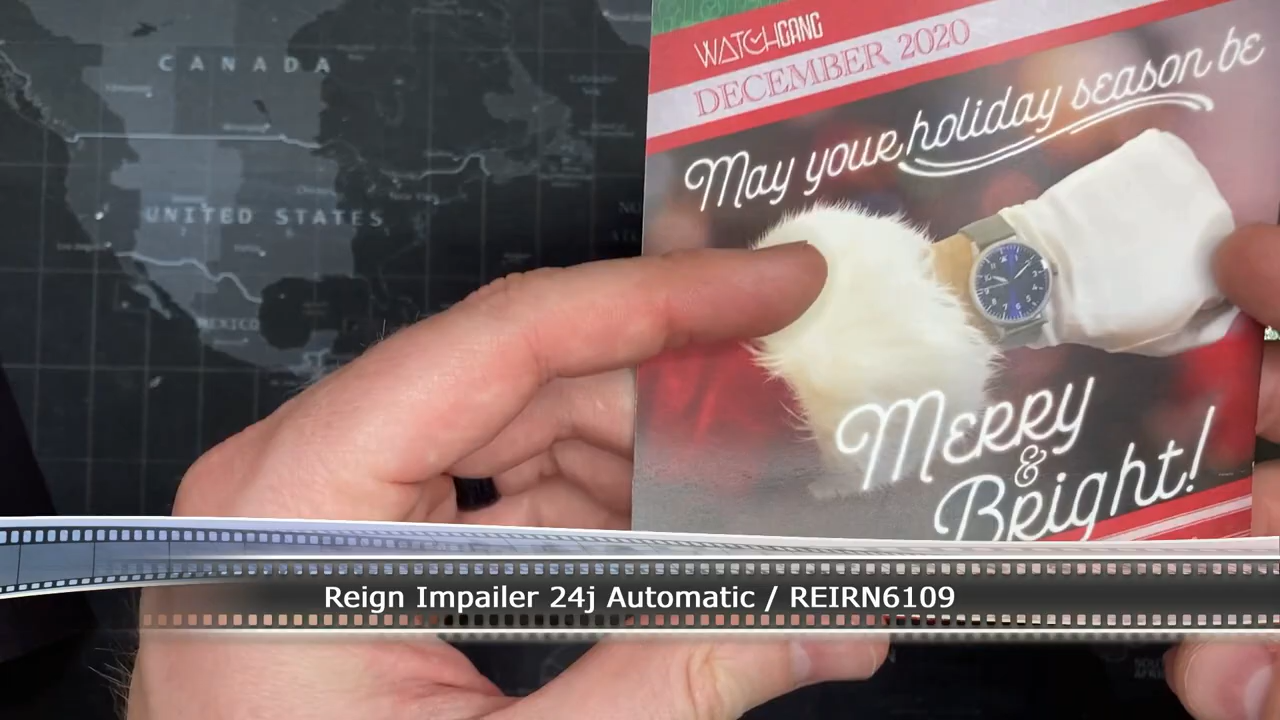 WATCHGANG
DECEMBER 2020
May your holiday season be
MERRY
&
Bright!
CANADA
UNITED STATES
MEXICO
Reign Impailer 24j Automatic / REIRN6109